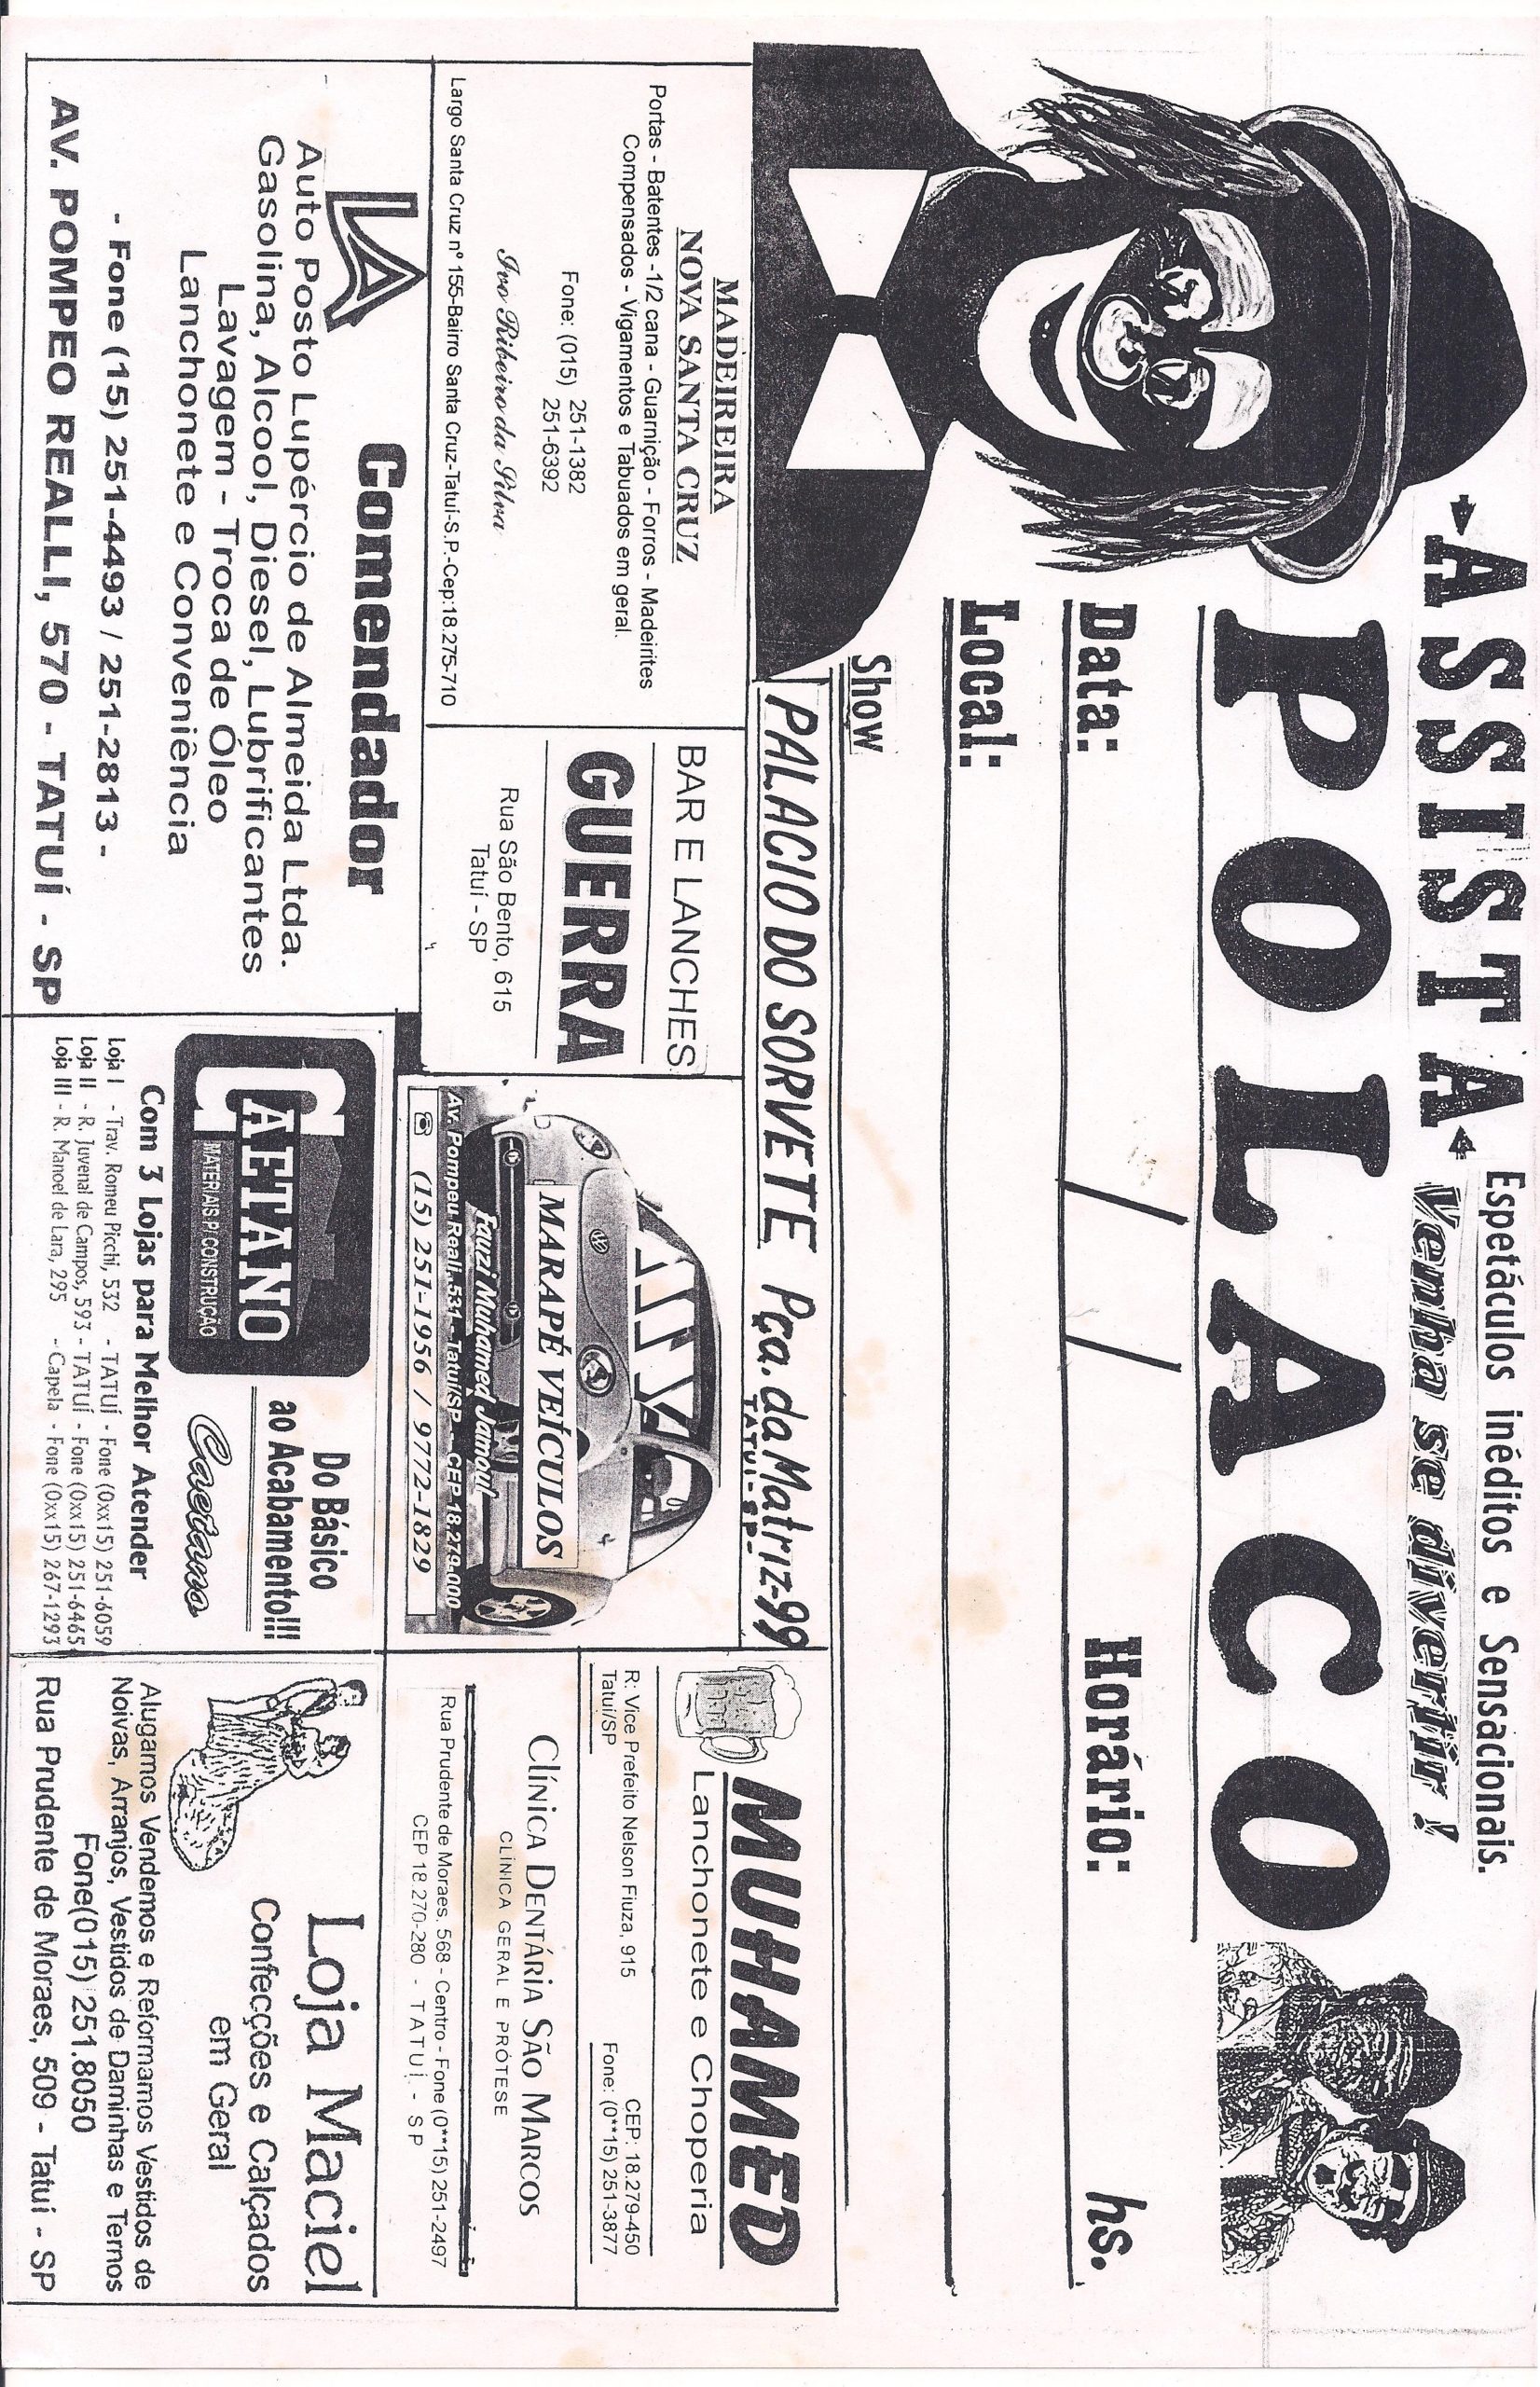 ASSISTA
Espetáculos inéditos e Sensacionais.
Venha se divertir !
POLACO
Data: / / Horário: hs.
Local:
Show
PALACIO DO SORVETE Pça. da Matriz-99
TATUI-SP-
MADEIREIRA
NOVA SANTA CRUZ
Portas - Batentes -1/2 cana - Guarnição - Forros - Madeirites
Compensados - Vigamentos e Tabuados em geral.
Fone: (015) 251-1382
251-6392
Ivo Ribeiro da Silva
Largo Santa Cruz nº 155-Bairro Santa Cruz-Tatuí-S.P.-Cep:18.275-710
BAR E LANCHES
GUERRA
Rua São Bento, 615
Tatuí - SP
MARAPÉ VEÍCULOS
Fauzi Muhamed Jamoul
Av. Pompeu Reali, 531 - Tatuí/SP - CEP 18.279-000
(15) 251-1956 / 9772-1829
MUHAMED
Lanchonete e Choperia
R: Vice Prefeito Nelson Fiuza, 915 CEP: 18.279-450
Tatuí/SP Fone: (0**15) 251-3877
CLÍNICA DENTÁRIA SÃO MARCOS
CLÍNICA GERAL E PRÓTESE
Rua Prudente de Moraes, 568 - Centro - Fone (0**15) 251-2497
CEP 18 270-280 - TATUÍ - SP
LA
Comendador
Auto Posto Lupércio de Almeida Ltda.
Gasolina, Alcool, Diesel, Lubrificantes
Lavagem - Troca de Óleo
Lanchonete e Conveniência
- Fone (15) 251-4493 / 251-2813 -
AV. POMPEO REALLI, 570 - TATUÍ - SP
CAETANO
MATERIAIS P/ CONSTRUÇÃO
Do Básico
ao Acabamento!!!
Caetano
Com 3 Lojas para Melhor Atender
Loja I - Trav. Romeu Picchi, 532 - TATUÍ - Fone (0xx15) 251-6059
Loja II - R. Juvenal de Campos, 593 - TATUÍ - Fone (0xx15) 251-6465
Loja III - R. Manoel de Lara, 295 - Capela - Fone (0xx15) 267-1293
Loja Maciel
Confecções e Calçados
em Geral
Alugamos Vendemos e Reformamos Vestidos de
Noivas, Arranjos, Vestidos de Daminhas e Ternos
Fone(015) 251.8050
Rua Prudente de Moraes, 509 - Tatuí - SP